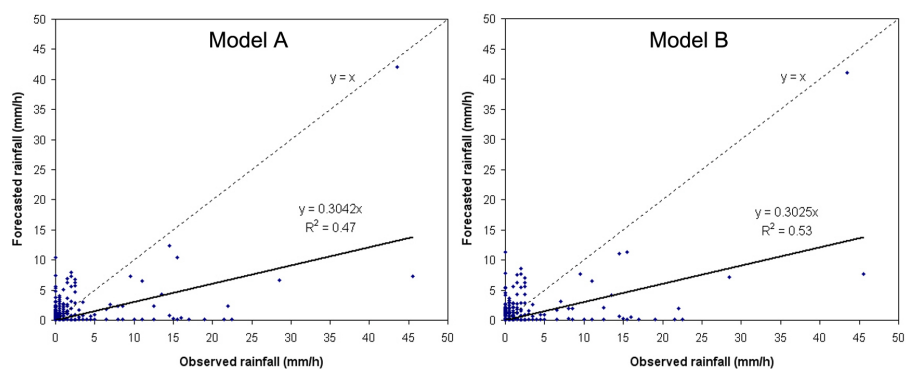 Model A
50
45
40
35
30
25
20
15
10
5
0
Forecasted rainfall (mm/h)
y = x
y = 0.3042x
R² = 0.47
0 5 10 15 20 25 30 35 40 45 50
Observed rainfall (mm/h)
Model B
50
45
40
35
30
25
20
15
10
5
0
Forecasted rainfall (mm/h)
y = x
y = 0.3025x
R² = 0.53
0 5 10 15 20 25 30 35 40 45 50
Observed rainfall (mm/h)